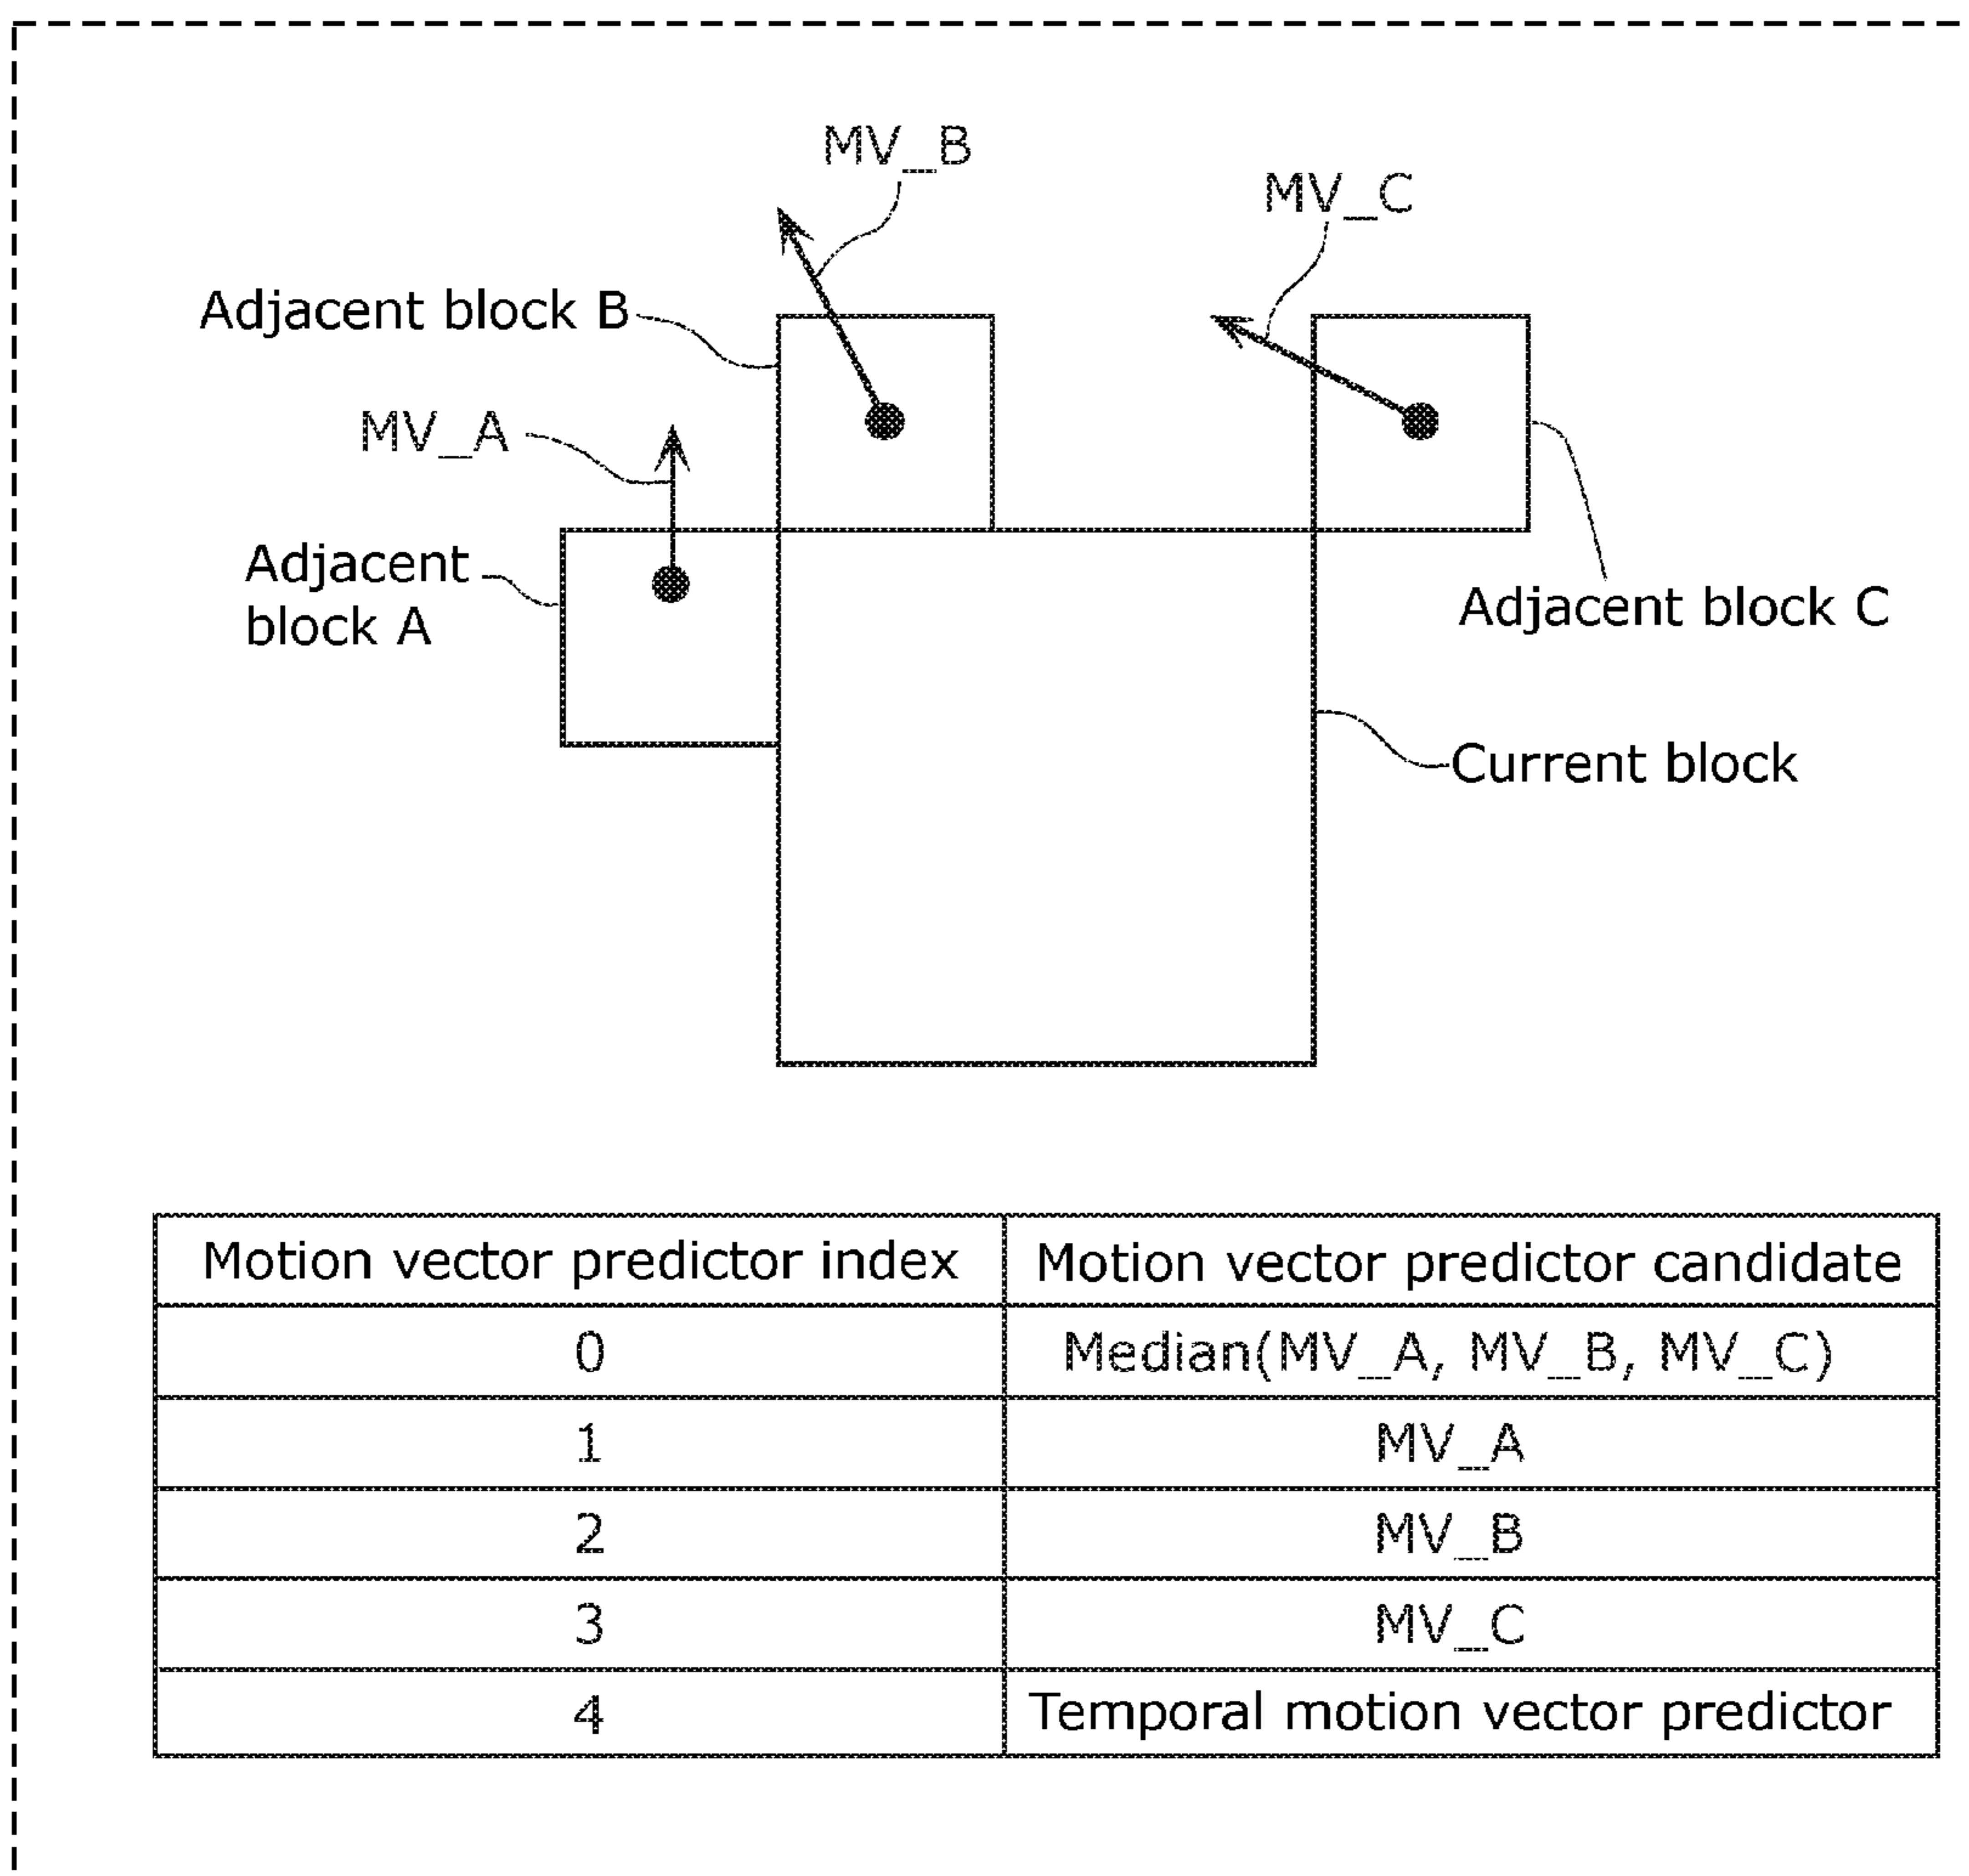 MV_B
MV_C
Adjacent block B
MV_A
Adjacent
block A
Adjacent block C
Current block
Motion vector predictor index
Motion vector predictor candidate
0
Median(MV_A, MV_B, MV_C)
1
MV_A
2
MV_B
3
MV_C
4
Temporal motion vector predictor